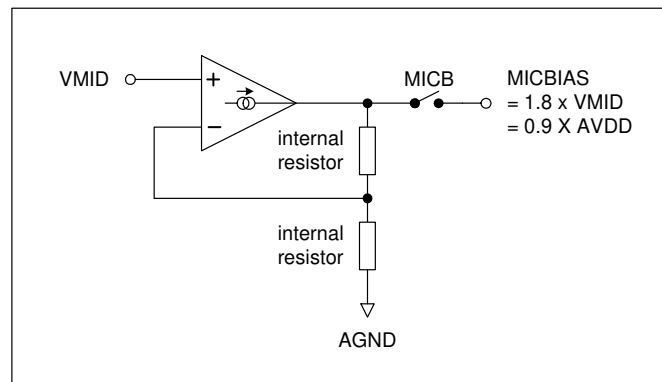 VMID
+
−
MICB
MICBIAS
= 1.8 x VMID
= 0.9 X AVDD
internal
resistor
internal
resistor
AGND